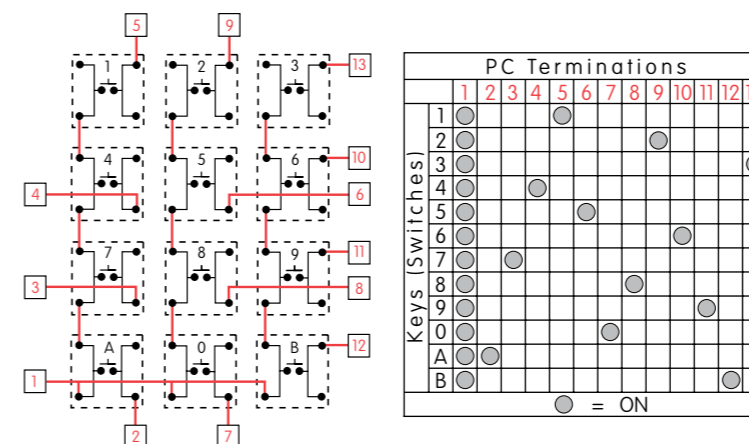 5 9
1 2 3 13
4 5 6 10
4 6
7 8 9 11
3 8
A 0 B 12
1
2 7
PC Terminations
1 2 3 4 5 6 7 8 9 10 11 12
Keys (Switches)
1
2
3
4
5
6
7
8
9
0
A
B
= ON